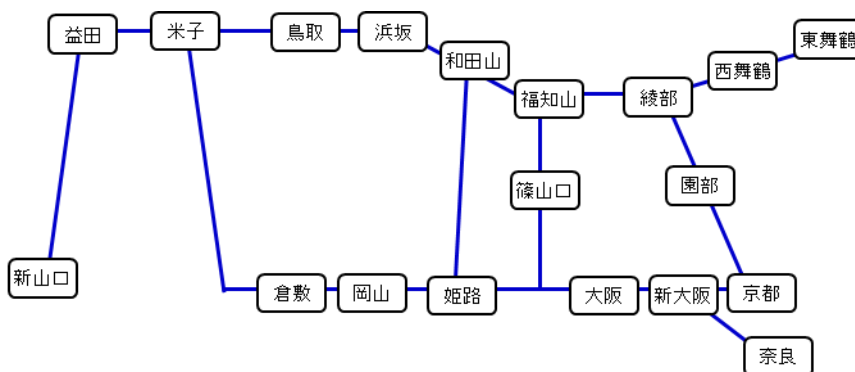 益田
米子
鳥取
浜坂
和田山
福知山
綾部
西舞鶴
東舞鶴
篠山口
園部
新山口
倉敷
岡山
姫路
大阪
新大阪
京都
奈良